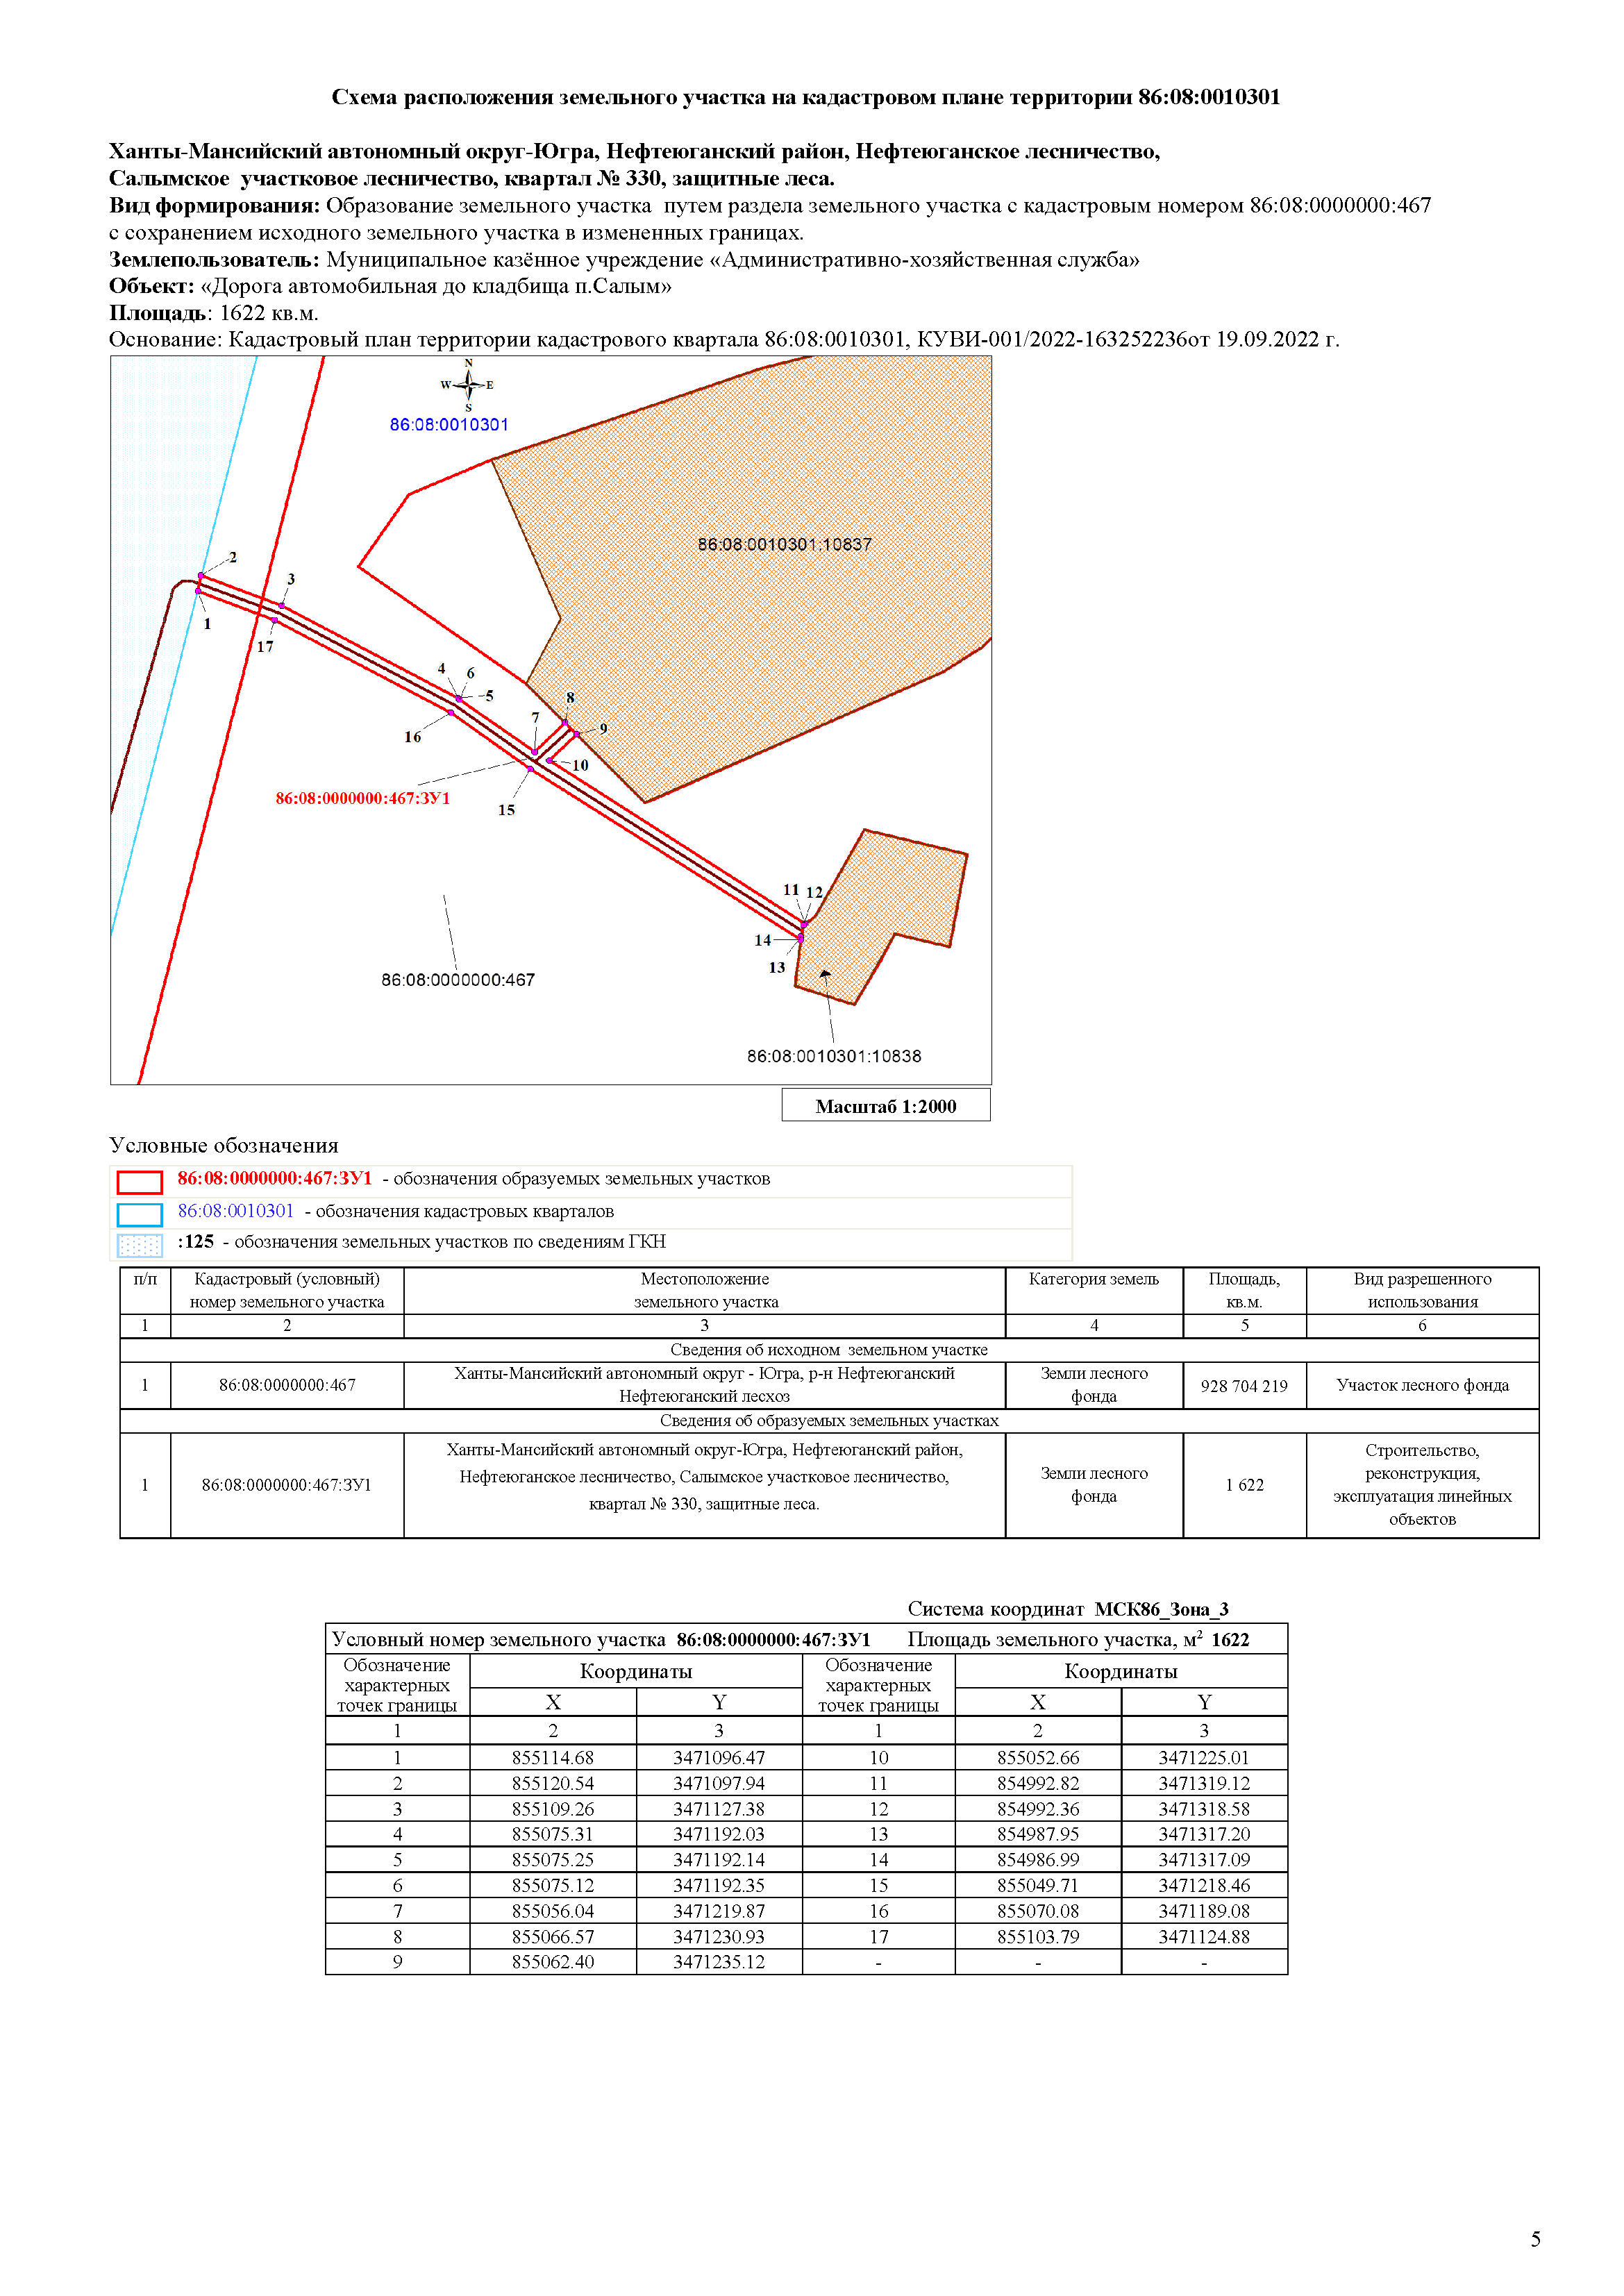 Схема расположения земельного участка на кадастровом плане территории 86:08:0010301
Ханты-Мансийский автономный округ-Югра, Нефтеюганский район, Нефтеюганское лесничество,
Салымское участковое лесничество, квартал № 330, защитные леса.
Вид формирования: Образование земельного участка путем раздела земельного участка с кадастровым номером 86:08:0000000:467
с сохранением исходного земельного участка в измененных границах.
Землепользователь: Муниципальное казённое учреждение «Административно-хозяйственная служба»
Объект: «Дорога автомобильная до кладбища п.Салым»
Площадь: 1622 кв.м.
Основание: Кадастровый план территории кадастрового квартала 86:08:0010301, КУВИ-001/2022-163252236от 19.09.2022 г.
N
W E
S
86:08:0010301
86:08:0010301:10837
2
3
1
17
4 6
5
8
7
9
16
10
86:08:0000000:467:ЗУ1
15
11 12
14
13
86:08:0000000:467
86:08:0010301:10838
Масштаб 1:2000
Условные обозначения
86:08:0000000:467:ЗУ1 - обозначения образуемых земельных участков
86:08:0010301 - обозначения кадастровых кварталов
:125 - обозначения земельных участков по сведениям ГКН
п/п Кадастровый (условный) номер земельного участка Местоположение земельного участка Категория земель Площадь, кв.м. Вид разрешенного использования
1 2 3 4 5 6
Сведения об исходном земельном участке
1 86:08:0000000:467 Ханты-Мансийский автономный округ - Югра, р-н Нефтеюганский Нефтеюганский лесхоз Земли лесного фонда 928 704 219 Участок лесного фонда
Сведения об образуемых земельных участках
1 86:08:0000000:467:ЗУ1 Ханты-Мансийский автономный округ-Югра, Нефтеюганский район, Нефтеюганское лесничество, Салымское участковое лесничество, квартал № 330, защитные леса. Земли лесного фонда 1 622 Строительство, реконструкция, эксплуатация линейных объектов
Система координат МСК86_Зона_3
Условный номер земельного участка 86:08:0000000:467:ЗУ1 Площадь земельного участка, м2 1622
Обозначение характерных точек границы Координаты Обозначение характерных точек границы Координаты
X Y X Y
1 2 3 1 2 3
1 855114.68 3471096.47 10 855052.66 3471225.01
2 855120.54 3471097.94 11 854992.82 3471319.12
3 855109.26 3471127.38 12 854992.36 3471318.58
4 855075.31 3471192.03 13 854987.95 3471317.20
5 855075.25 3471192.14 14 854986.99 3471317.09
6 855075.12 3471192.35 15 855049.71 3471218.46
7 855056.04 3471219.87 16 855070.08 3471189.08
8 855066.57 3471230.93 17 855103.79 3471124.88
9 855062.40 3471235.12 - - -
5